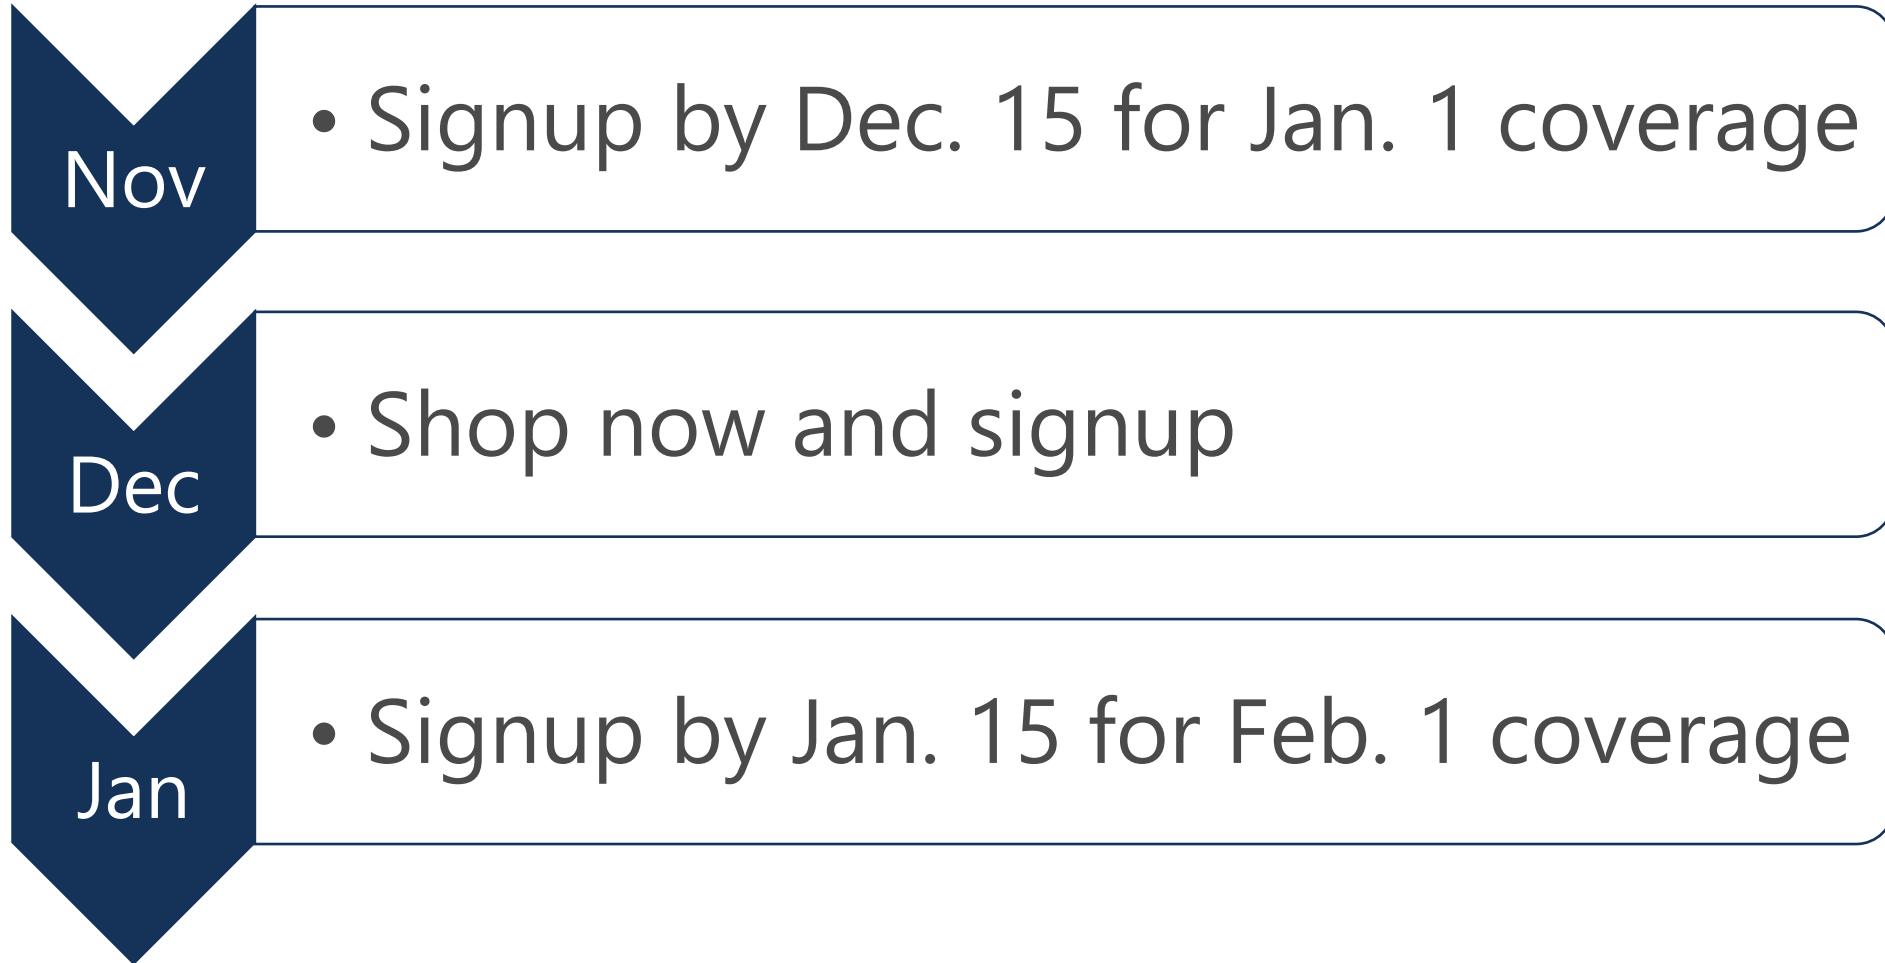 Nov
• Signup by Dec. 15 for Jan. 1 coverage
Dec
• Shop now and signup
Jan
• Signup by Jan. 15 for Feb. 1 coverage